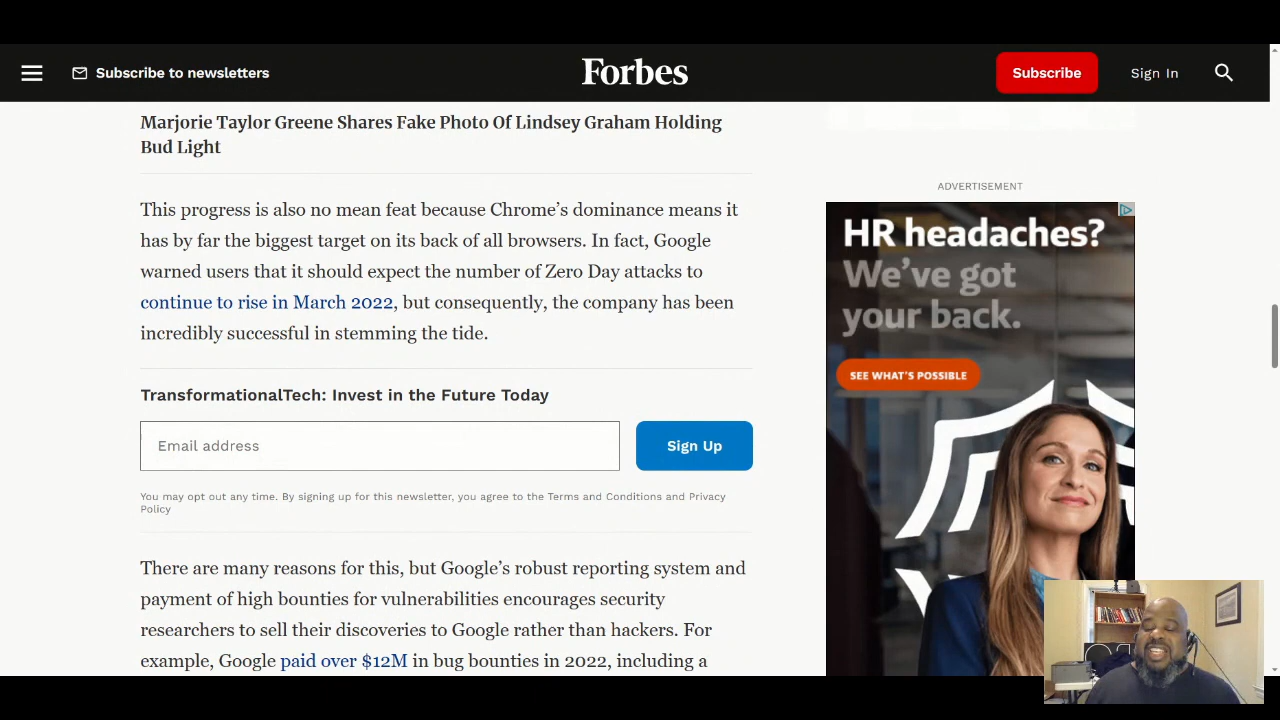 Subscribe to newsletters
Forbes
Subscribe
Sign In
Marjorie Taylor Greene Shares Fake Photo Of Lindsey Graham Holding
Bud Light
This progress is also no mean feat because Chrome’s dominance means it
has by far the biggest target on its back of all browsers. In fact, Google
warned users that it should expect the number of Zero Day attacks to
continue to rise in March 2022, but consequently, the company has been
incredibly successful in stemming the tide.
TransformationalTech: Invest in the Future Today
Email address
Sign Up
You may opt out any time. By signing up for this newsletter, you agree to the Terms and Conditions and Privacy
Policy
There are many reasons for this, but Google’s robust reporting system and
payment of high bounties for vulnerabilities encourages security
researchers to sell their discoveries to Google rather than hackers. For
example, Google paid over $12M in bug bounties in 2022, including a
ADVERTISEMENT
HR headaches?
We’ve got
your back.
SEE WHAT’S POSSIBLE